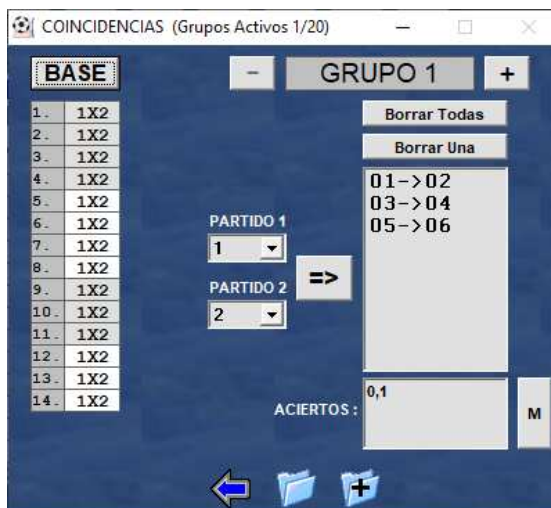 COINCIDENCIAS (Grupos Activos 1/20)
BASE
- GRUPO 1 +
1. 1X2
2. 1X2
3. 1X2
4. 1X2
5. 1X2
6. 1X2
7. 1X2
8. 1X2
9. 1X2
10. 1X2
11. 1X2
12. 1X2
13. 1X2
14. 1X2
PARTIDO 1
1
PARTIDO 2
2
=>
Borrar Todas
Borrar Una
01->02
03->04
05->06
ACIERTOS :
0,1
M